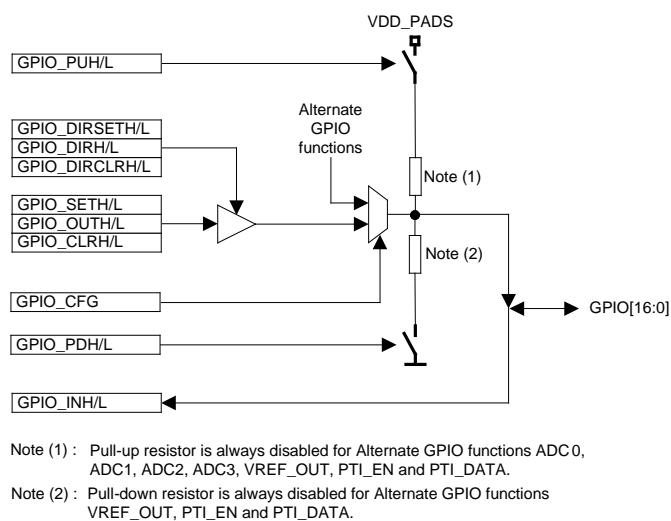 VDD_PADS
GPIO_PUH/L
Alternate
GPIO
functions
GPIO_DIRSETH/L
GPIO_DIRH/L
GPIO_DIRCLRH/L
Note (1)
GPIO_SETH/L
GPIO_OUTH/L
GPIO_CLRH/L
Note (2)
GPIO_CFG
GPIO[16:0]
GPIO_PDH/L
GPIO_INH/L
Note (1) : Pull-up resistor is always disabled for Alternate GPIO functions ADC0,
ADC1, ADC2, ADC3, VREF_OUT, PTI_EN and PTI_DATA.
Note (2) : Pull-down resistor is always disabled for Alternate GPIO functions
VREF_OUT, PTI_EN and PTI_DATA.